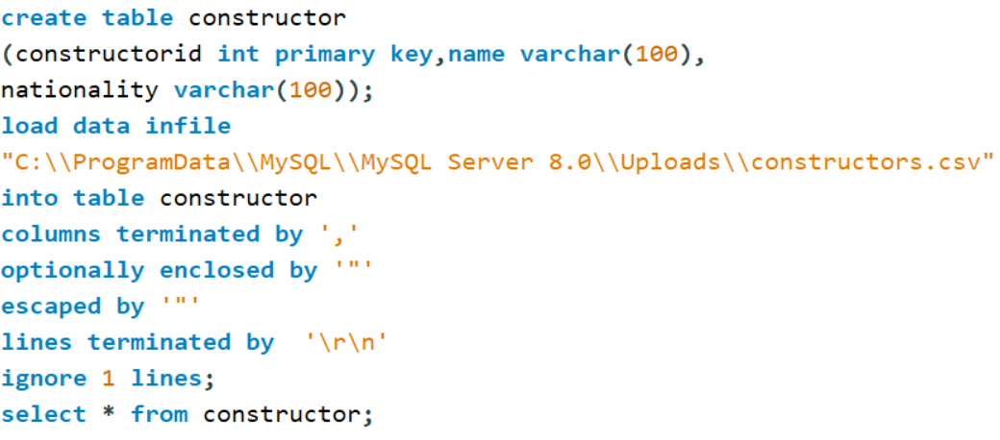 create table constructor
(constructorid int primary key,name varchar(100),
nationality varchar(100));
load data infile
"C:\\ProgramData\\MySQL\\MySQL Server 8.0\\Uploads\\constructors.csv"
into table constructor
columns terminated by ','
optionally enclosed by '"'
escaped by '"'
lines terminated by  '\r\n'
ignore 1 lines;
select * from constructor;